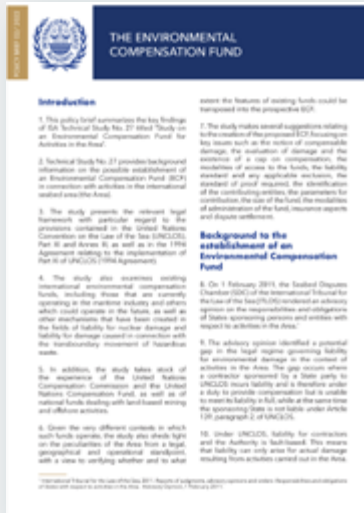 THE ENVIRONMENTAL
COMPENSATION FUND
Introduction
1. This policy brief summarizes the key findings
of ISA Technical Study No. 27 titled "Study on
an Environmental Compensation Fund for
Activities in the Area".
2. Technical Study No. 27 provides background
information on the possible establishment of
an Environmental Compensation Fund (ECF)
in connection with activities in the international
seabed area (the Area).
3. The study presents the relevant legal
framework with particular regard to the
provisions contained in the United Nations
Convention on the Law of the Sea (UNCLOS),
Part XI and Annex III, as well as in the 1994
Agreement relating to the implementation of
Part XI of UNCLOS (1994 Agreement).
4. The study also examines existing
international environmental compensation
funds, including those that are currently
operating in the maritime industry and others
which could operate in the future, as well as
other mechanisms that have been created in
the fields of liability for nuclear damage and
liability for damage caused in connection with
the transboundary movement of hazardous
waste.
5. In addition, the study takes stock of
the experience of the United Nations
Compensation Commission and the United
Nations Compensation Fund, as well as of
national funds dealing with land-based mining
and offshore activities.
6. Given the very different contexts in which
such funds operate, the study also sheds light
on the particularities of the Area from a legal,
geographical and operational standpoint,
with a view to verifying whether and to what
extent the features of existing funds could be
transposed into the prospective ECF.
7. The study makes several suggestions relating
to the creation of the proposed ECF, focusing on
key issues such as the notion of compensable
damage, the evaluation of damage and the
existence of a cap on compensation, the
modalities of access to the funds, the liability
standard and any applicable exclusion, the
standard of proof required, the identification
of the contributing entities, the parameters for
contribution, the size of the fund, the modalities
of administration of the fund, insurance aspects
and dispute settlement.
Background to the
establishment of an
Environmental Compensation
Fund
8. On 1 February 2011, the Seabed Disputes
Chamber (SDC) of the International Tribunal for
the Law of the Sea (ITLOS) rendered an advisory
opinion on the responsibilities and obligations
of States sponsoring persons and entities with
respect to activities in the Area.¹
9. The advisory opinion identified a potential
gap in the legal regime governing liability
for environmental damage in the context of
activities in the Area. The gap occurs where
a contractor sponsored by a State party to
UNCLOS incurs liability and is therefore under
a duty to provide compensation but is unable
to meet its liability in full, while at the same time
the sponsoring State is not liable under Article
139, paragraph 2 of UNCLOS.
10. Under UNCLOS, liability for contractors
and the Authority is fault-based. This means
that liability can only arise for actual damage
resulting from activities carried out in the Area.